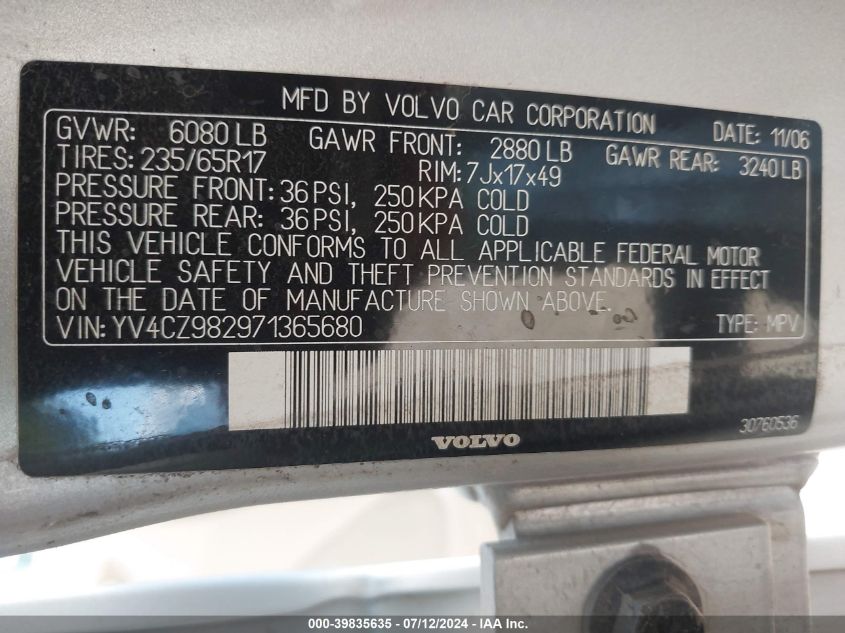 MFD BY VOLVO CAR CORPORATION DATE: 11/06
GVWR: 6080 LB GAWR FRONT: 2880 LB GAWR REAR: 3240 LB
TIRES: 235/65R17 RIM: 7Jx17x49
PRESSURE FRONT: 36 PSI, 250 KPA COLD
PRESSURE REAR: 36 PSI, 250 KPA COLD
THIS VEHICLE CONFORMS TO ALL APPLICABLE FEDERAL MOTOR
VEHICLE SAFETY AND THEFT PREVENTION STANDARDS IN EFFECT
ON THE DATE OF MANUFACTURE SHOWN ABOVE.
VIN: YV4CZ982971365680 TYPE: MPV
30760536
VOLVO
000-39835635 - 07/12/2024 - IAA, Inc.